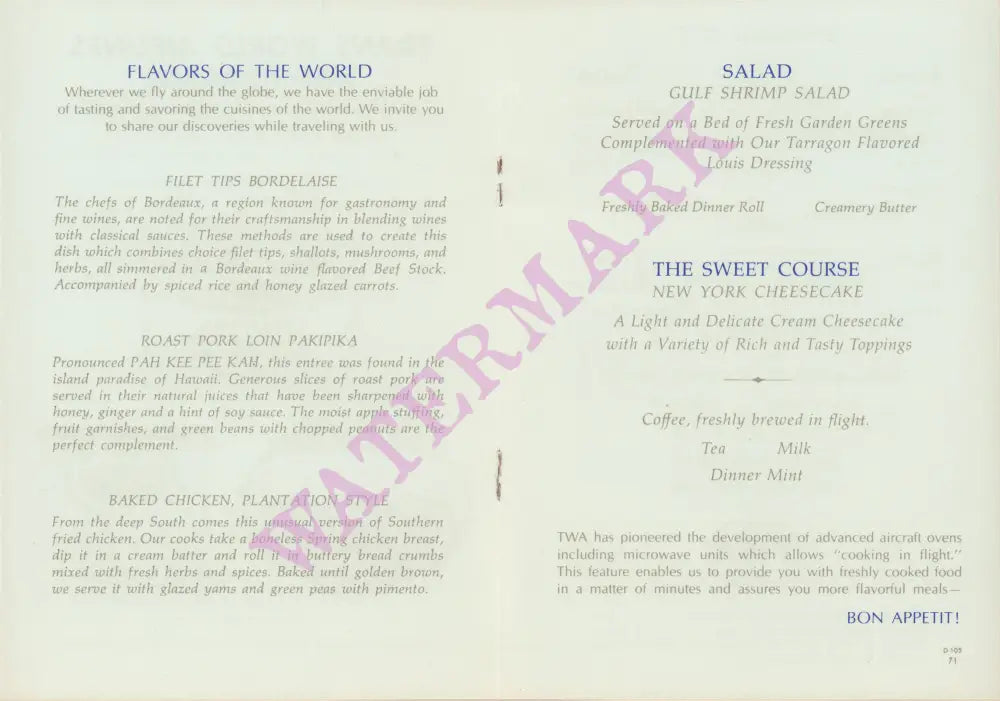 FLAVORS OF THE WORLD
Wherever we fly around the globe, we have the enviable job
of tasting and savoring the cuisines of the world. We invite you
to share our discoveries while traveling with us.
FILET TIPS BORDELAISE
The chefs of Bordeaux, a region known for gastronomy and
fine wines, are noted for their craftsmanship in blending wines
with classical sauces. These methods are used to create this
dish which combines choice filet tips, shallots, mushrooms, and
herbs, all simmered in a Bordeaux wine flavored Beef Stock.
Accompanied by spiced rice and honey glazed carrots.
ROAST PORK LOIN PAKIPIKA
Pronounced PAH KEE PEE KAH, this entree was found in the
island paradise of Hawaii. Generous slices of roast pork are
served in their natural juices that have been sharpened with
honey, ginger and a hint of soy sauce. The moist apple stuffing,
fruit garnishes, and green beans with chopped peanuts are the
perfect complement.
BAKED CHICKEN, PLANTATION STYLE
From the deep South comes this unusual version of Southern
fried chicken. Our cooks take a boneless Spring chicken breast,
dip it in a cream batter and roll it in buttery bread crumbs
mixed with fresh herbs and spices. Baked until golden brown,
we serve it with glazed yams and green peas with pimento.
SALAD
GULF SHRIMP SALAD
Served on a Bed of Fresh Garden Greens
Complemented with Our Tarragon Flavored
Louis Dressing
Freshly Baked Dinner Roll Creamery Butter
THE SWEET COURSE
NEW YORK CHEESECAKE
A Light and Delicate Cream Cheesecake
with a Variety of Rich and Tasty Toppings
Coffee, freshly brewed in flight.
Tea Milk
Dinner Mint
TWA has pioneered the development of advanced aircraft ovens
including microwave units which allows "cooking in flight."
This feature enables us to provide you with freshly cooked food
in a matter of minutes and assures you more flavorful meals—
BON APPETIT!
D-105
71
WATERMARK